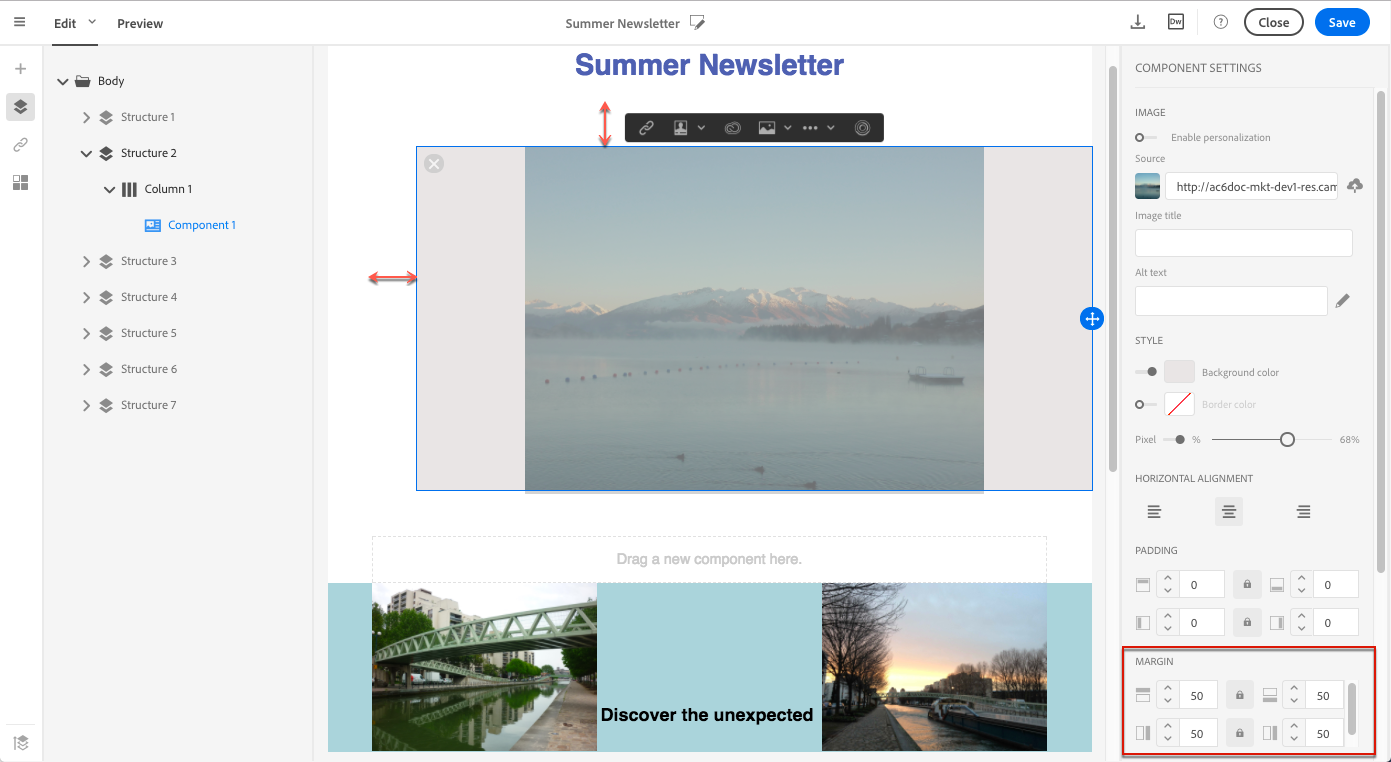 Edit
Preview
Summer Newsletter
Dw
?
Close
Save
Body
Structure 1
Structure 2
Column 1
Component 1
Structure 3
Structure 4
Structure 5
Structure 6
Structure 7
Summer Newsletter
Drag a new component here.
Discover the unexpected
COMPONENT SETTINGS
IMAGE
Enable personalization
Source
http://ac6doc-mkt-dev1-res.cam
Image title
Alt text
STYLE
Background color
Border color
Pixel % 68%
HORIZONTAL ALIGNMENT
PADDING
0 0
0 0
MARGIN
50 50
50 50